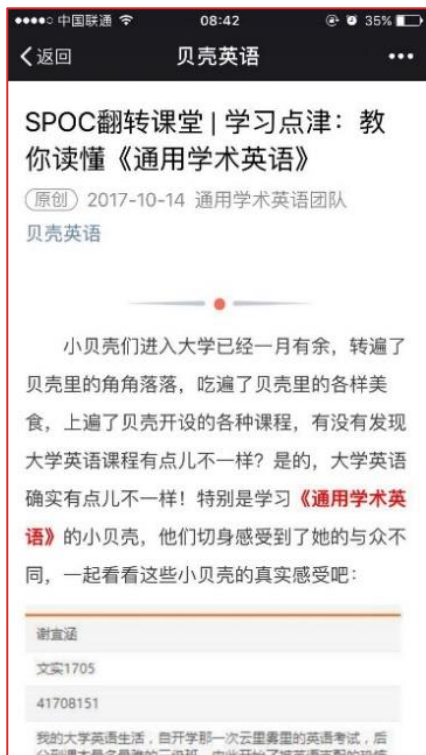 中国联通 08:42 35%
返回 贝壳英语
SPOC翻转课堂 | 学习点津：教
你读懂《通用学术英语》
原创 2017-10-14 通用学术英语团队
贝壳英语
小贝壳们进入大学已经一月有余，转遍了
贝壳里的角角落落，吃遍了贝壳里的各样美
食，上遍了贝壳开设的各种课程，有没有发现
大学英语课程有点儿不一样？是的，大学英语
确实有点儿不一样！特别是学习《通用学术英
语》的小贝壳，他们切身感受到了她的与众不
同，一起看看这些小贝壳的真实感受吧：
谢宜涵
文实1705
41708151
我的大学英语生活，自开学那一次云里雾里的英语考试，后